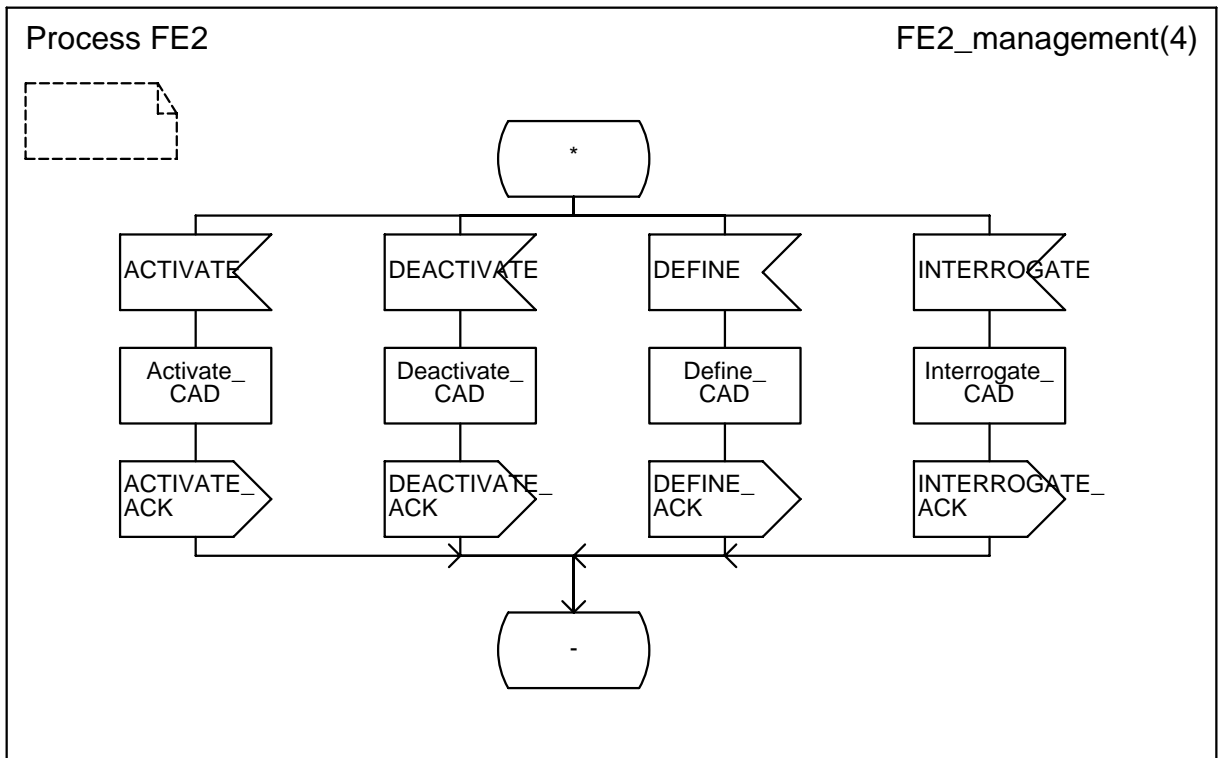 Process FE2
FE2_management(4)
*
ACTIVATE
DEACTIVATE
DEFINE
INTERROGATE
Activate_
CAD
Deactivate_
CAD
Define_
CAD
Interrogate_
CAD
ACTIVATE_
ACK
DEACTIVATE_
ACK
DEFINE_
ACK
INTERROGATE_
ACK
-